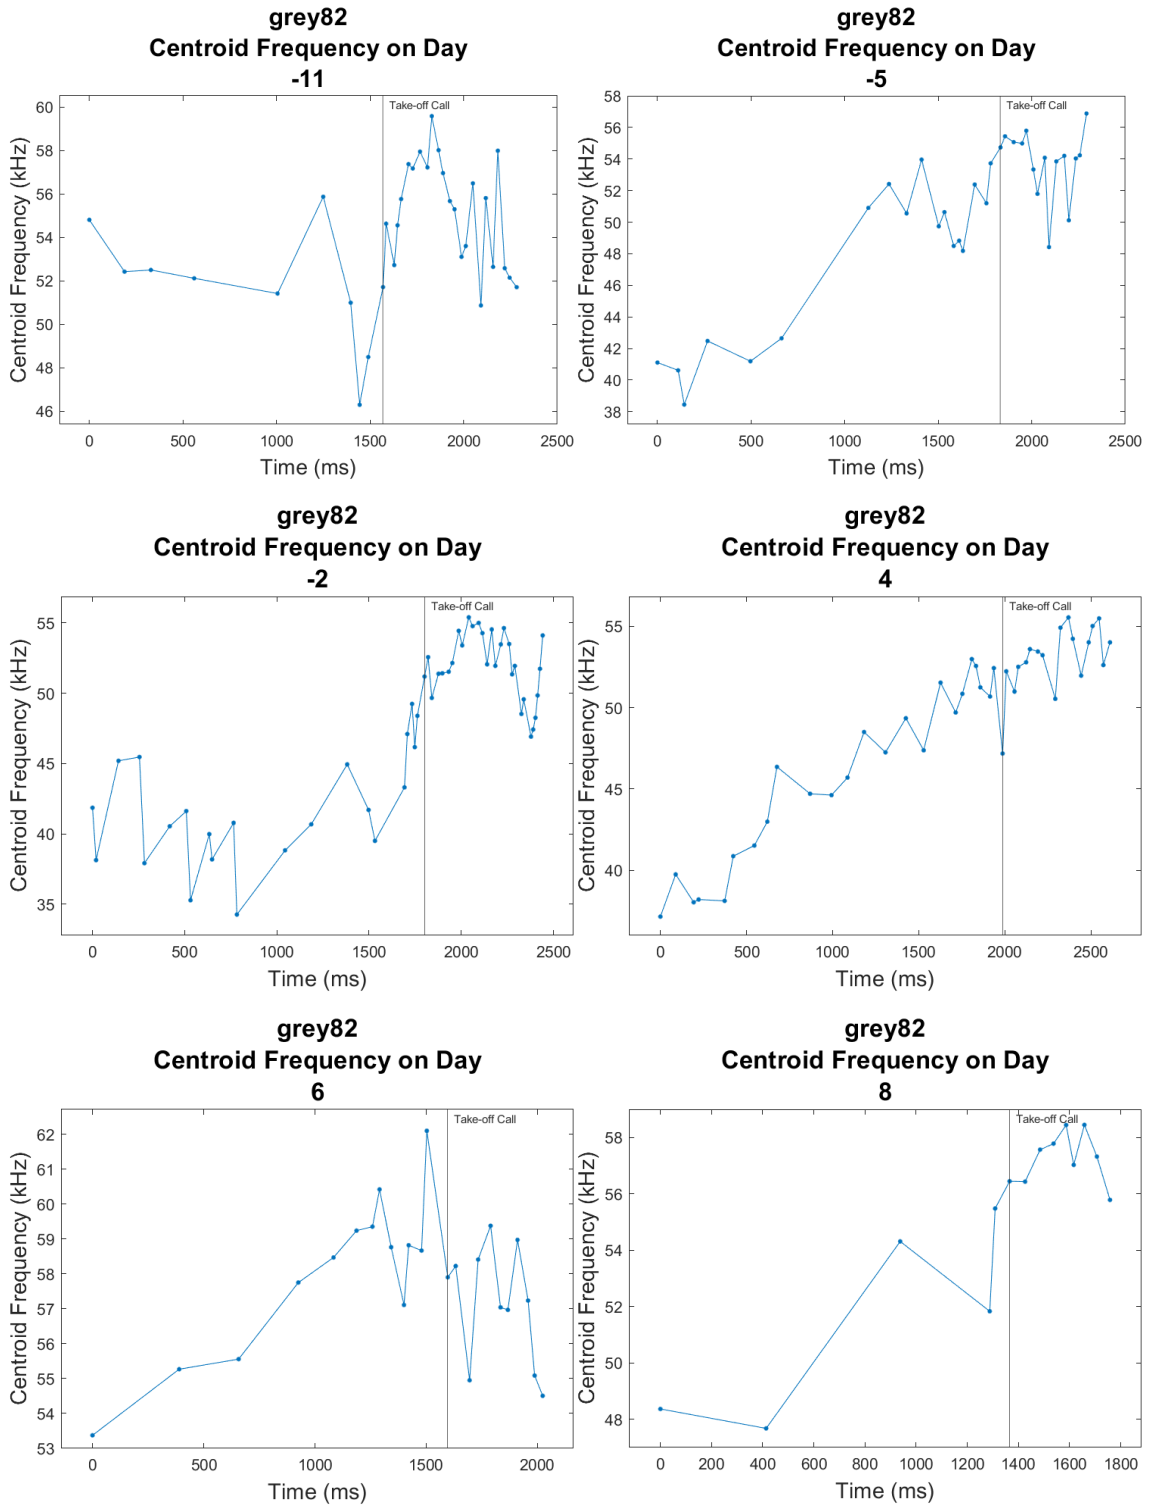 grey82
Centroid Frequency on Day
-11
Take-off Call
60
58
56
54
52
50
48
46
Centroid Frequency (kHz)
0 500 1000 1500 2000 2500
Time (ms)
grey82
Centroid Frequency on Day
-5
Take-off Call
58
56
54
52
50
48
46
44
42
40
38
Centroid Frequency (kHz)
0 500 1000 1500 2000 2500
Time (ms)
grey82
Centroid Frequency on Day
-2
Take-off Call
55
50
45
40
35
Centroid Frequency (kHz)
0 500 1000 1500 2000 2500
Time (ms)
grey82
Centroid Frequency on Day
4
Take-off Call
55
50
45
40
Centroid Frequency (kHz)
0 500 1000 1500 2000 2500
Time (ms)
grey82
Centroid Frequency on Day
6
Take-off Call
62
61
60
59
58
57
56
55
54
53
Centroid Frequency (kHz)
0 500 1000 1500 2000
Time (ms)
grey82
Centroid Frequency on Day
8
Take-off Call
58
56
54
52
50
48
Centroid Frequency (kHz)
0 200 400 600 800 1000 1200 1400 1600 1800
Time (ms)